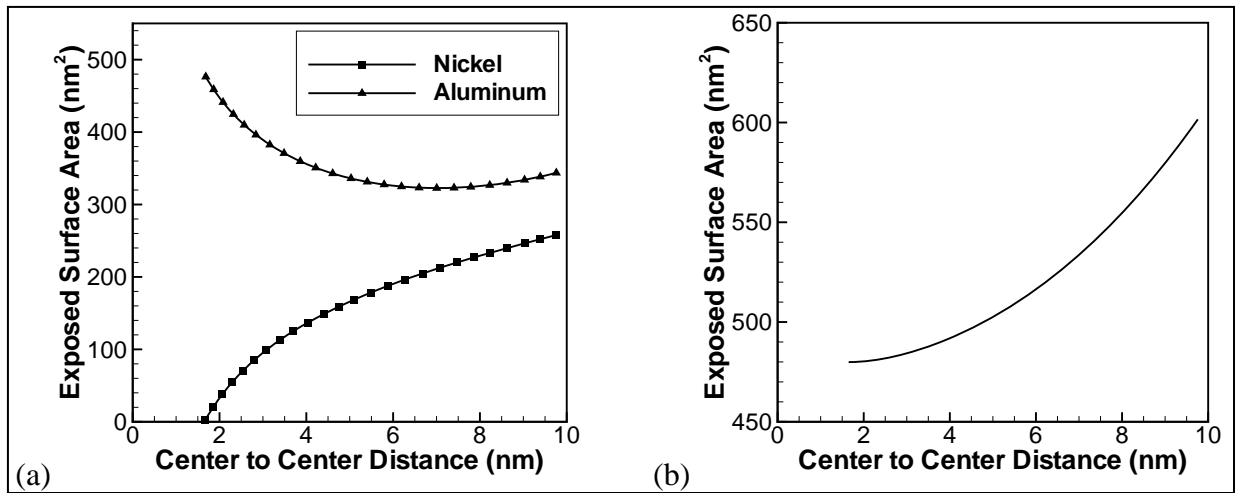 Exposed Surface Area (nm²)
500
400
300
200
100
0
0 2 4 6 8 10
Center to Center Distance (nm)
Nickel
Aluminum
(a)
Exposed Surface Area (nm²)
650
600
550
500
450
0 2 4 6 8 10
Center to Center Distance (nm)
(b)